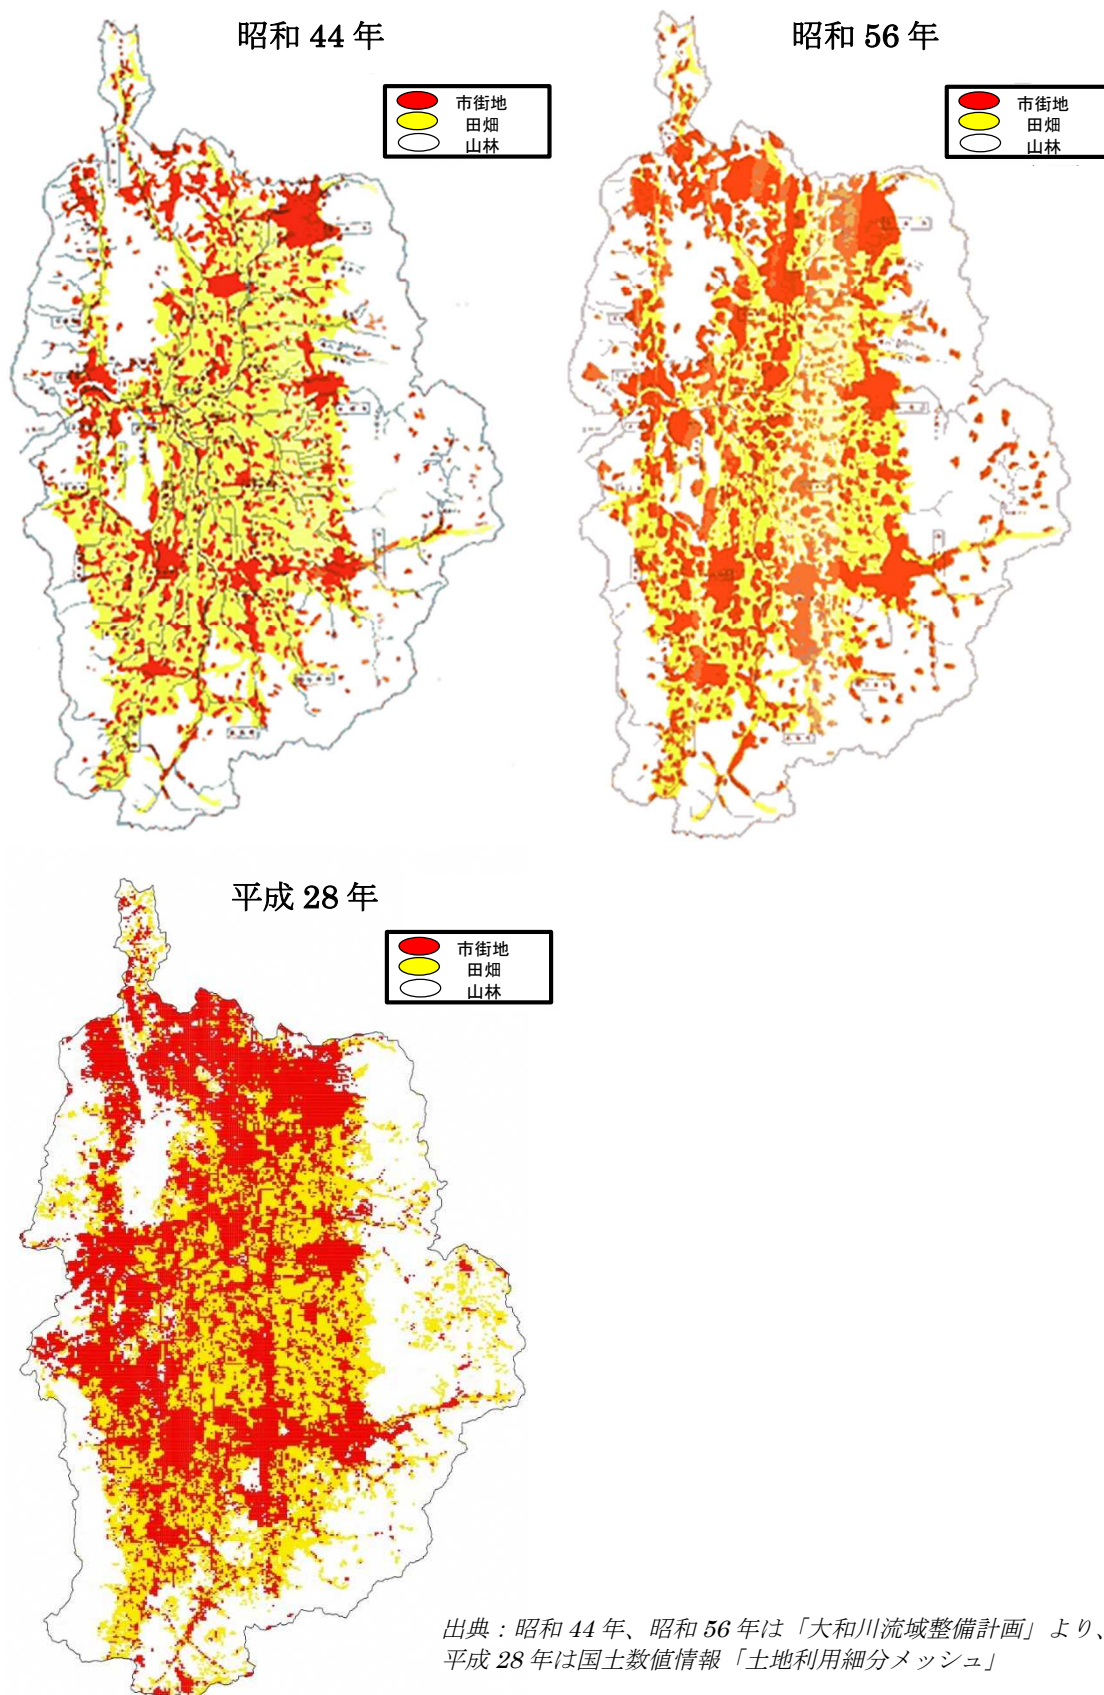 昭和 44 年
市街地
田畑
山林
昭和 56 年
市街地
田畑
山林
平成 28 年
市街地
田畑
山林
出典：昭和 44 年、昭和 56 年は「大和川流域整備計画」より、
平成 28 年は国土数値情報「土地利用細分メッシュ」